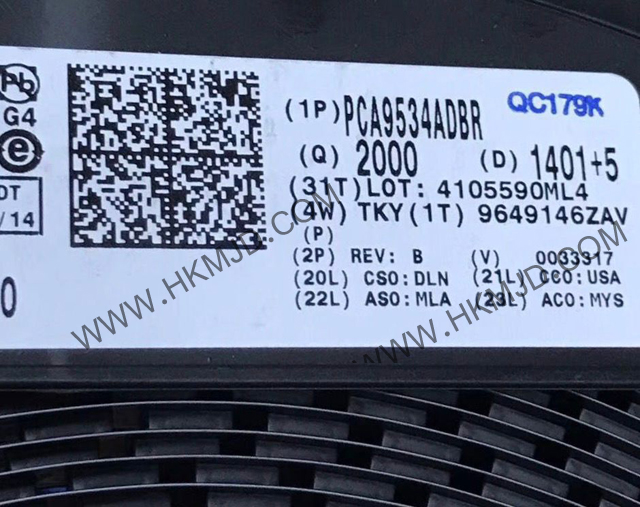 Pb
G4
e
DT
/14
0
(1P) PCA9534ADBR
QC179K
(Q) 2000 (D) 1401+5
(31T)LOT: 4105590ML4
(4W) TKY(1T) 9649146ZAV
(P)
(2P) REV: B (V) 0033317
(20L) CSO:DLN (21L) CCO:USA
(22L) ASO:MLA (23L) ACO:MYS
WWW.HKMJD.COM
WWW.HKMJD.COM